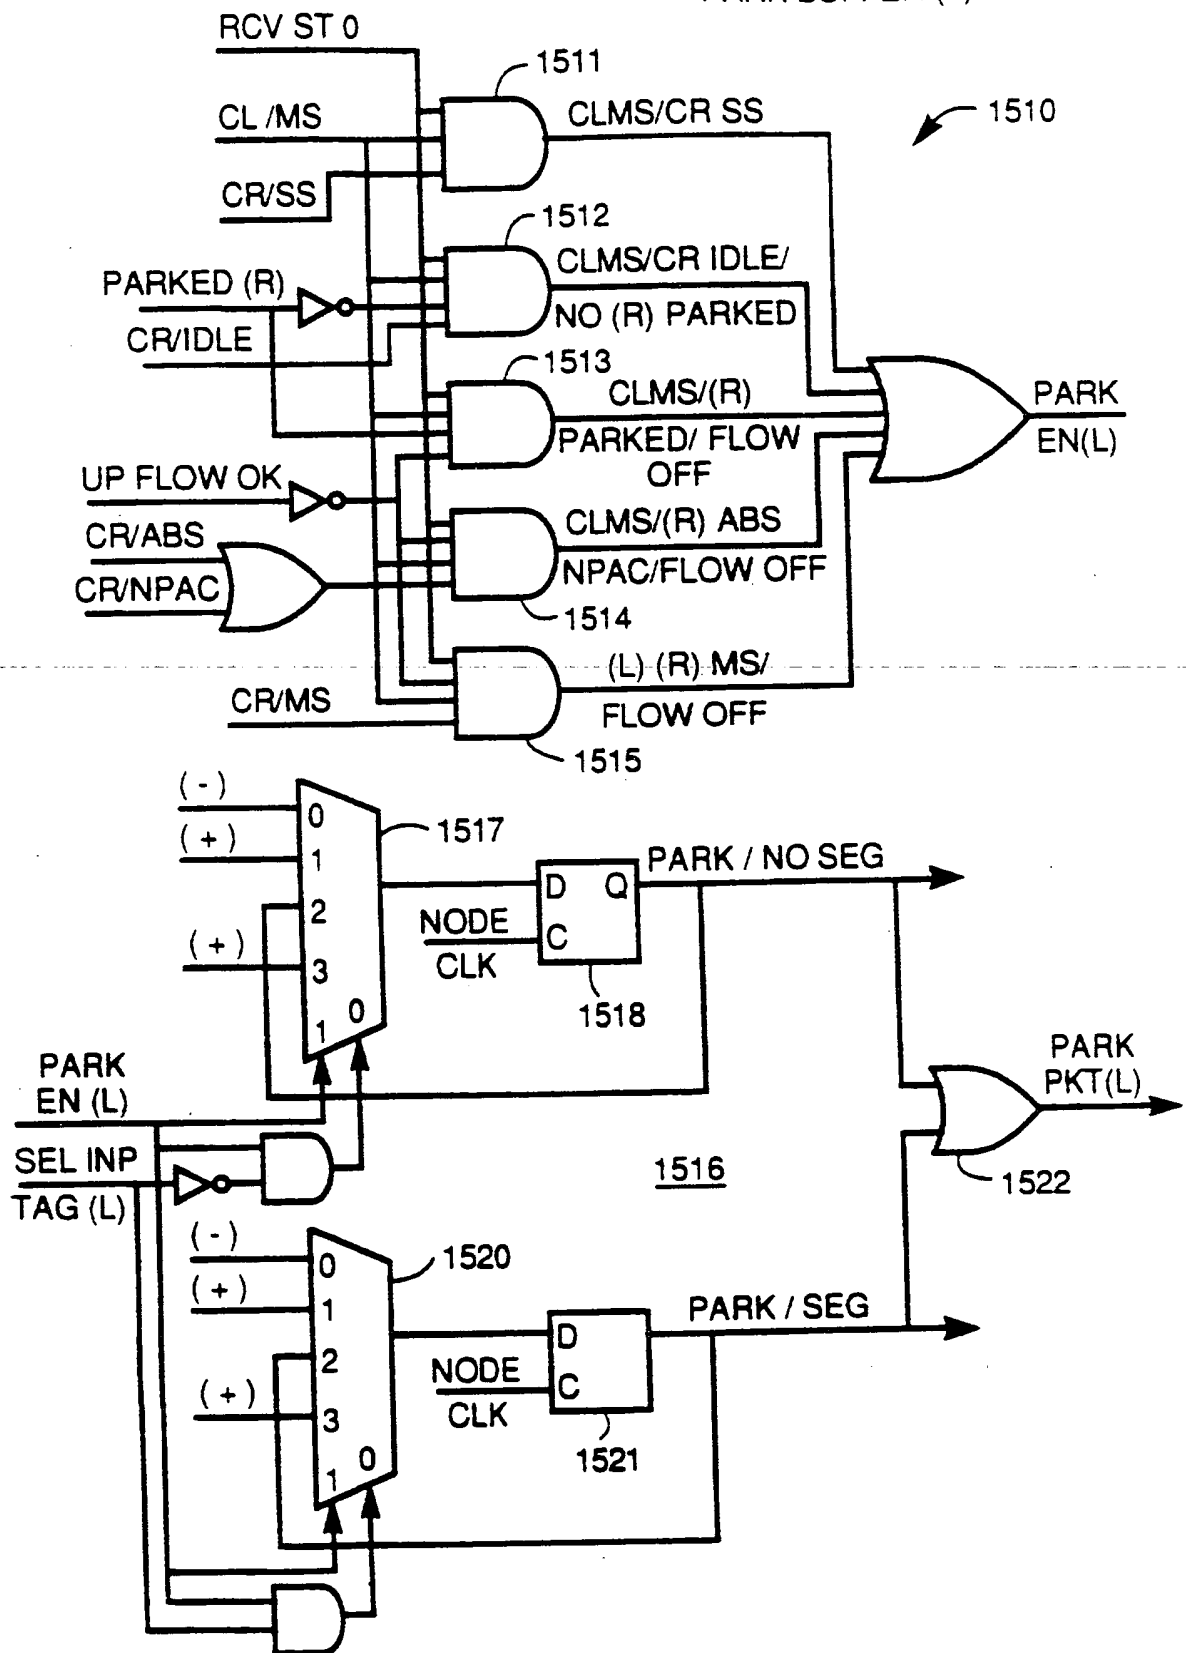 RCV ST 0
1511
CL /MS
CLMS/CR SS
1510
CR/SS
1512
CLMS/CR IDLE/
PARKED (R)
NO (R) PARKED
CR/IDLE
1513
CLMS/(R)
PARK
PARKED/ FLOW
EN(L)
OFF
UP FLOW OK
CLMS/(R) ABS
CR/ABS
NPAC/FLOW OFF
CR/NPAC
1514
(L) (R) MS/
CR/MS
FLOW OFF
1515
(-)
0
1517
(+)
1
PARK / NO SEG
D Q
2
NODE
C
CLK
(+)
3
1518
0
1
PARK
EN (L)
PARK
PKT(L)
SEL INP
TAG (L)
1516
1522
(-)
0
1520
(+)
1
PARK / SEG
D
2
NODE
C
CLK
(+)
3
1521
0
1